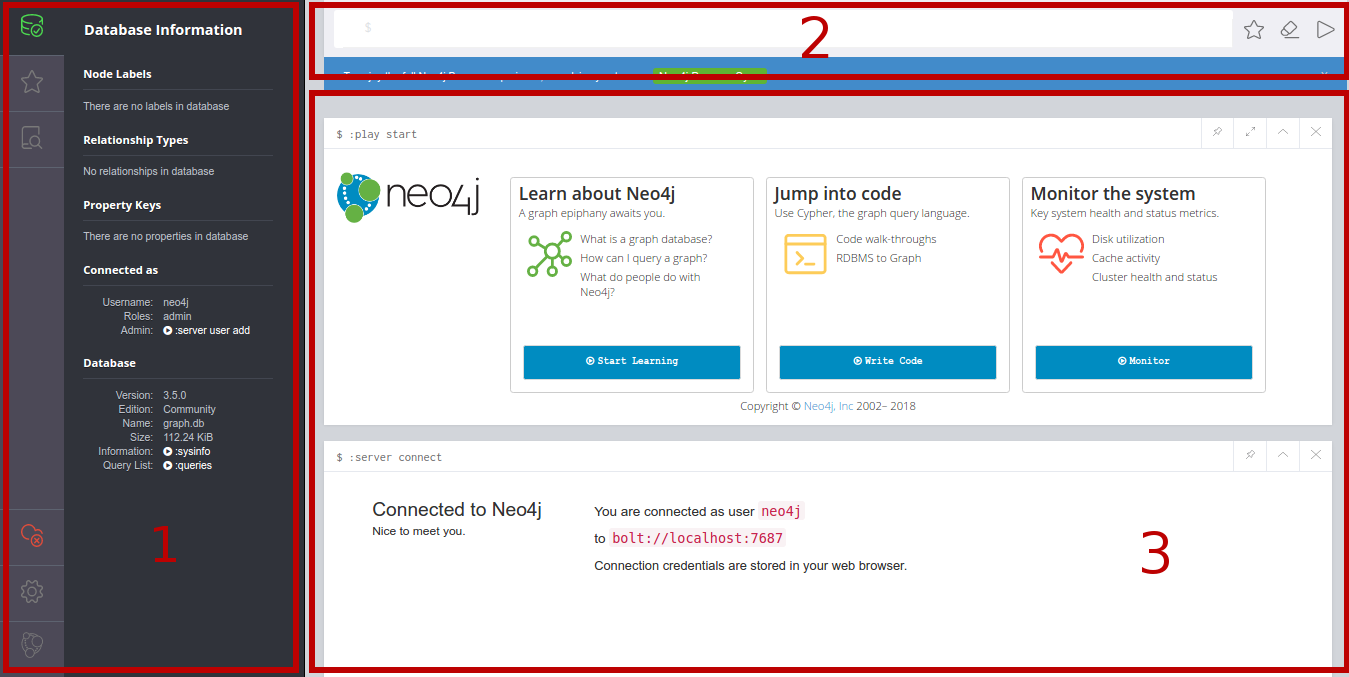 Database Information
Node Labels
There are no labels in database
Relationship Types
No relationships in database
Property Keys
There are no properties in database
Connected as
Username: neo4j
Roles: admin
Admin: :server user add
Database
Version: 3.5.0
Edition: Community
Name: graph.db
Size: 112.24 KiB
Information: :sysinfo
Query List: :queries
1
$
2
$ :play start
neo4j
Learn about Neo4j
A graph epiphany awaits you.
What is a graph database?
How can I query a graph?
What do people do with
Neo4j?
Start Learning
Jump into code
Use Cypher, the graph query language.
Code walk-throughs
RDBMS to Graph
Write Code
Monitor the system
Key system health and status metrics.
Disk utilization
Cache activity
Cluster health and status
Monitor
Copyright © Neo4j, Inc 2002– 2018
$ :server connect
Connected to Neo4j
Nice to meet you.
You are connected as user neo4j
to bolt://localhost:7687
Connection credentials are stored in your web browser.
3